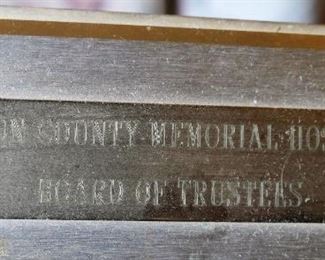 ON COUNTY MEMORIAL HOS
BOARD OF TRUSTEES